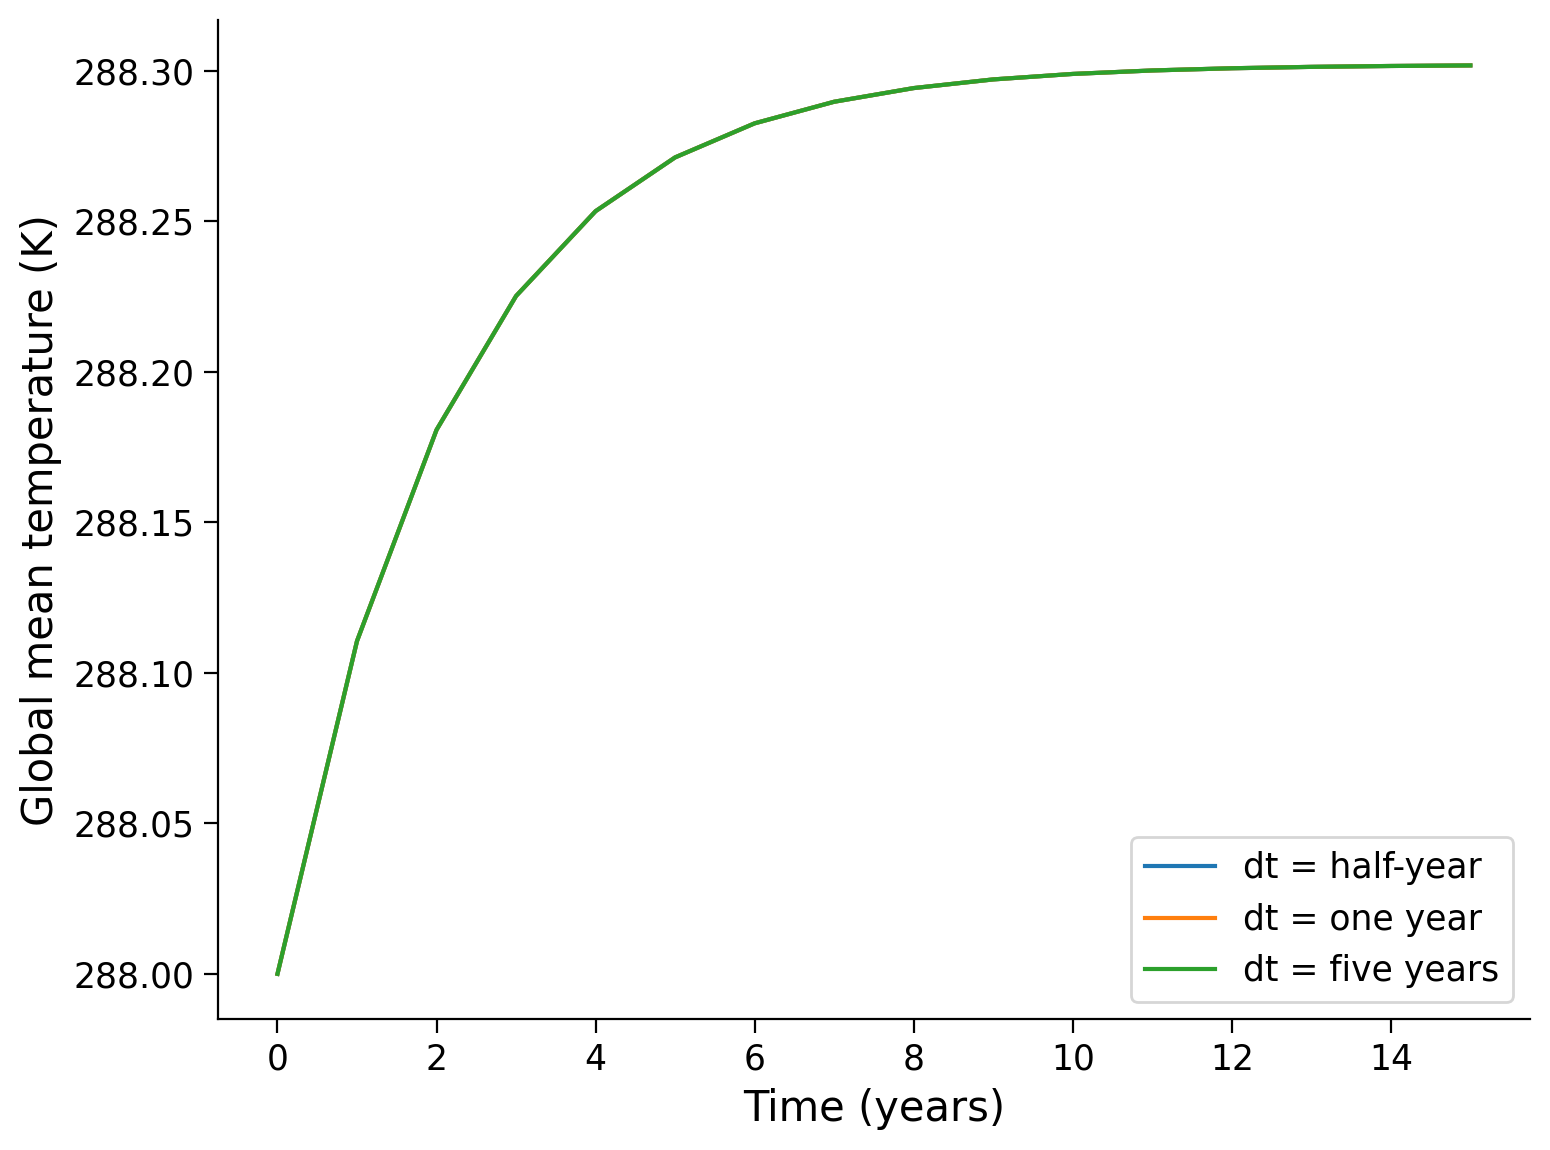 288.30
288.25
288.20
288.15
288.10
288.05
288.00
Global mean temperature (K)
dt = half-year
dt = one year
dt = five years
0 2 4 6 8 10 12 14
Time (years)